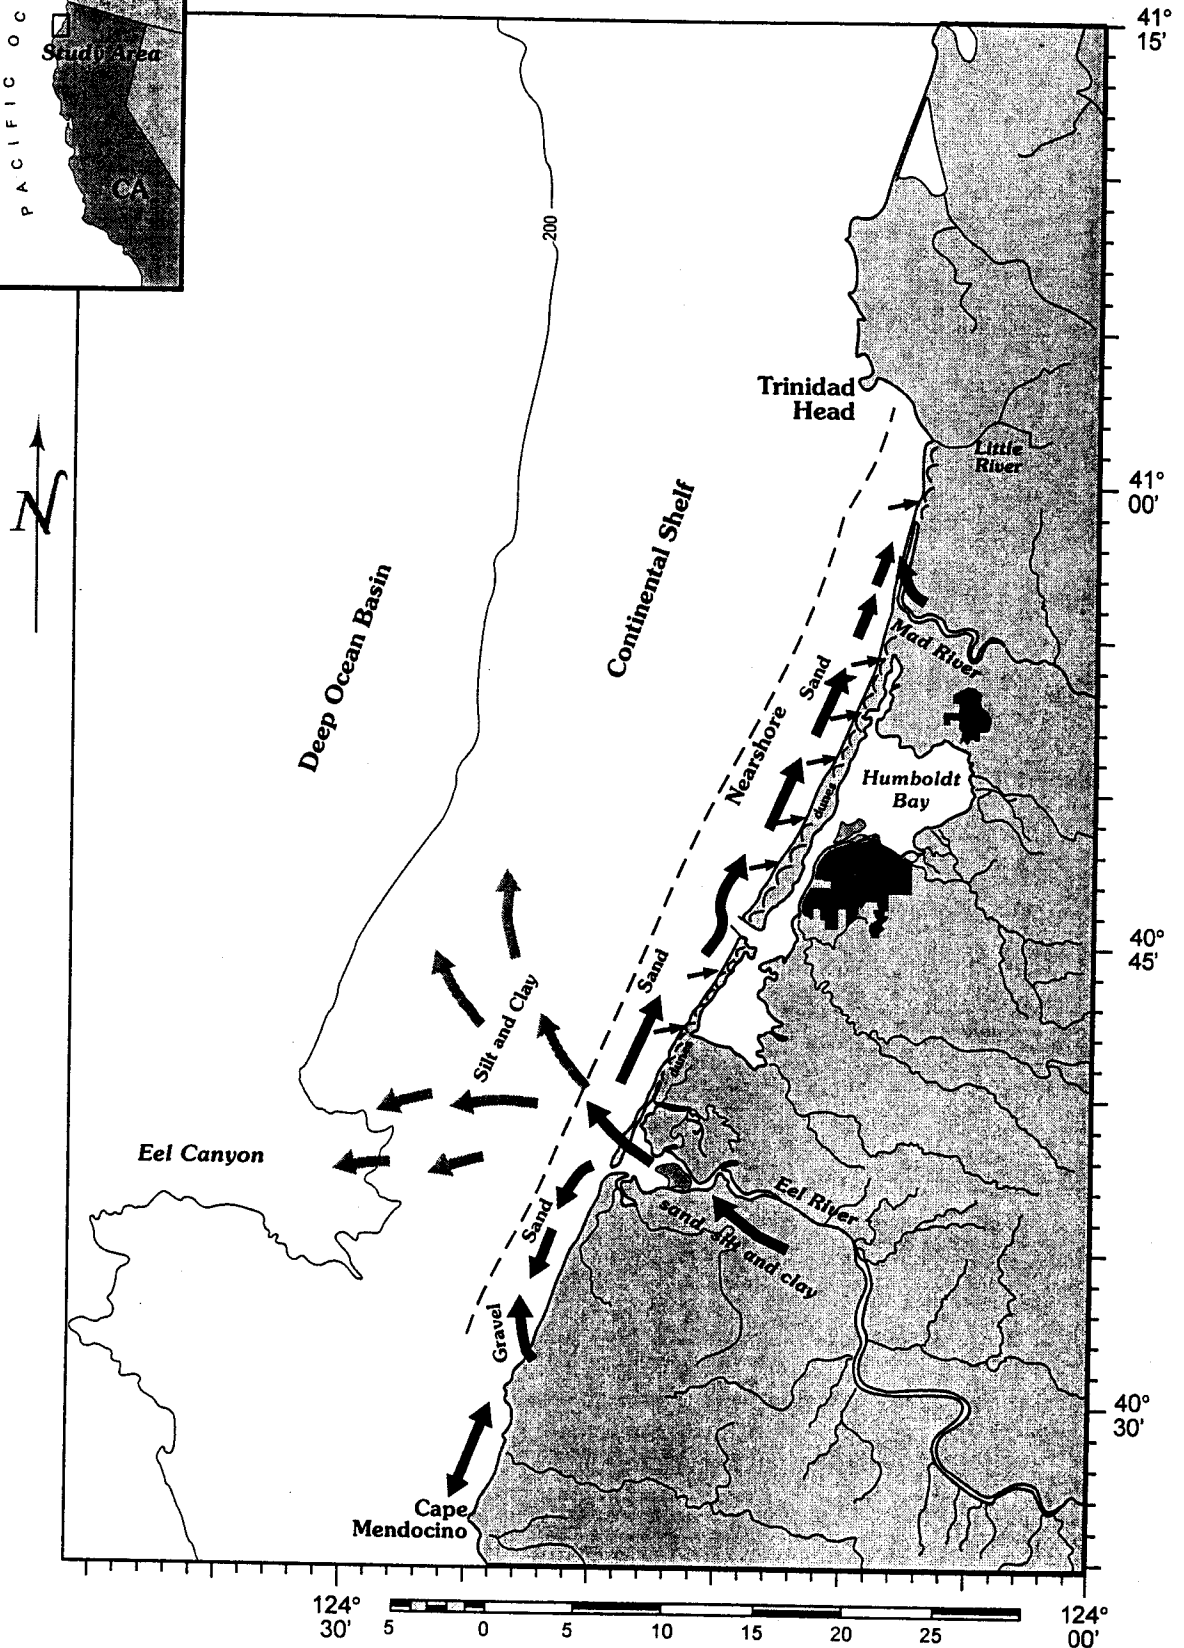 PACIFIC OC
Study Area
CA
41°
15'
200
Trinidad
Head
Little
River
N
41°
00'
Continental Shelf
Deep Ocean Basin
Mad River
Sand
Nearshore
Humboldt
Bay
dunes
40°
45'
Sand
Silt and Clay
dunes
Eel Canyon
Eel River
Sand
sand, silt and clay
Gravel
40°
30'
Cape
Mendocino
124°
30'
5 0 5 10 15 20 25
124°
00'